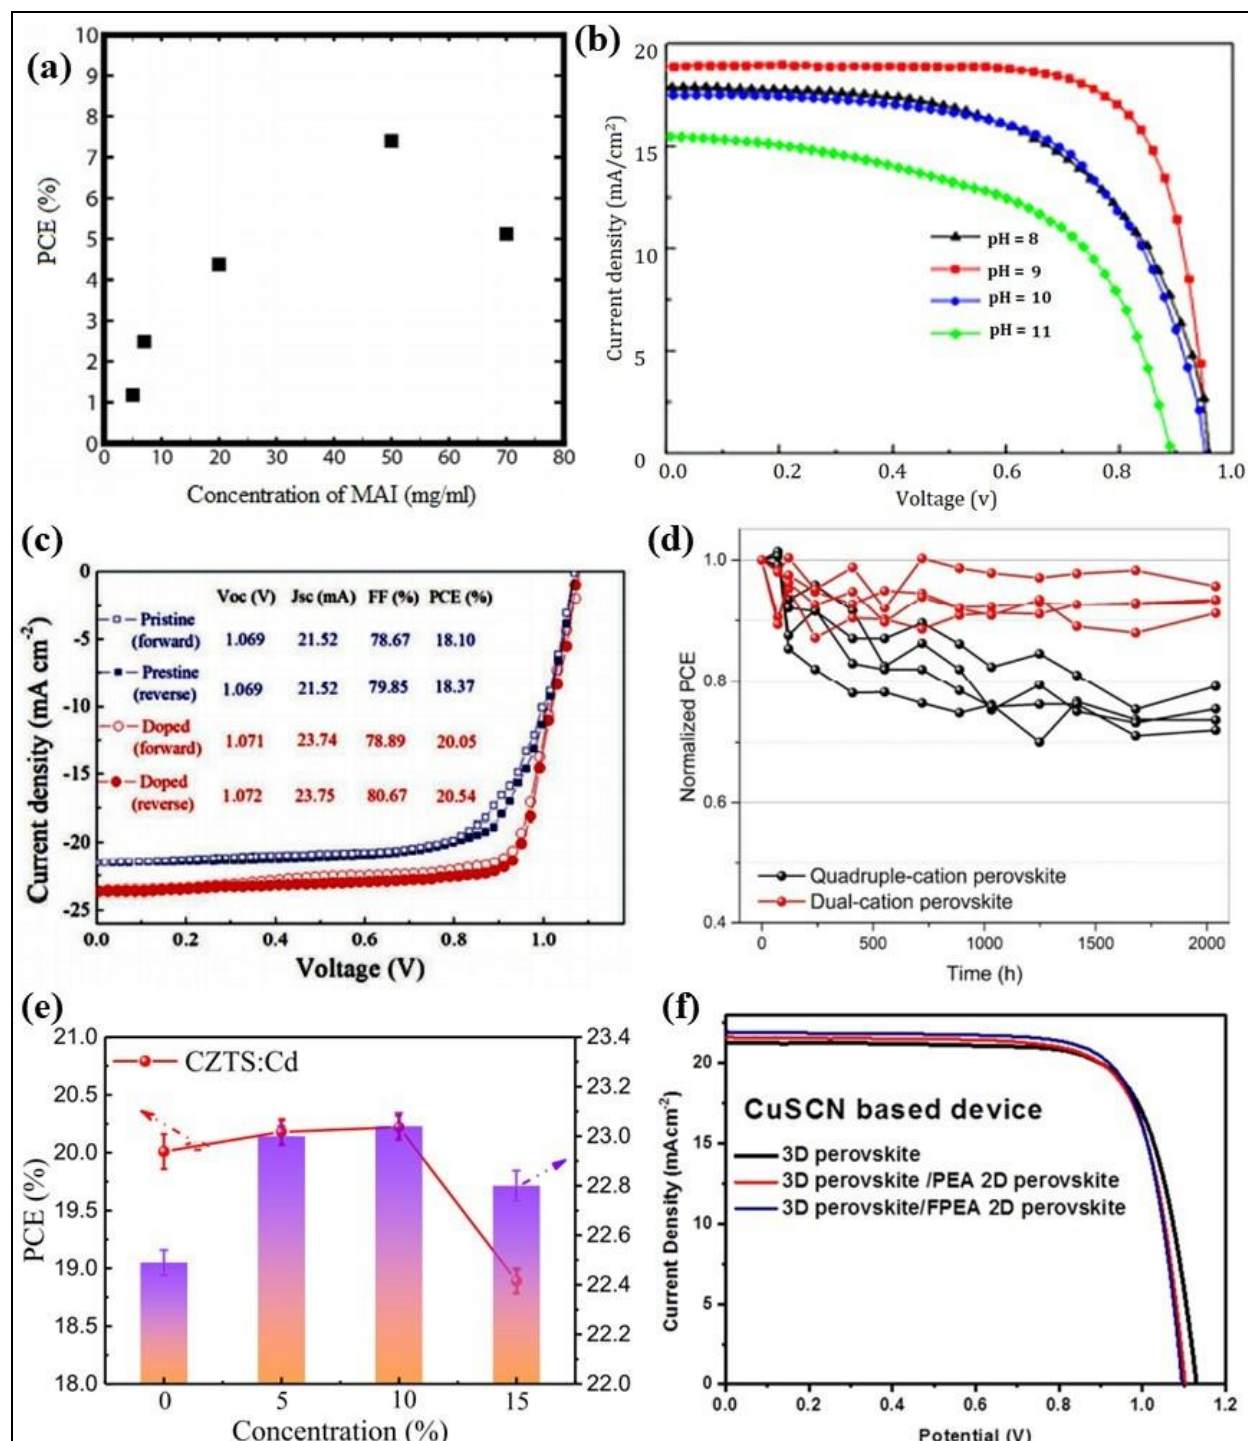 (a)
10
9
8
7
6
5
4
3
2
1
0
PCE (%)
0 10 20 30 40 50 60 70 80
Concentration of MAI (mg/ml)
(b)
20
15
5
0
Current density (mA/cm²)
pH = 8
pH = 9
pH = 10
pH = 11
0.0 0.2 0.4 0.6 0.8 1.0
Voltage (v)
(c)
0
-5
-10
-15
-20
-25
Current density (mA cm⁻²)
Voc (V) Jsc (mA) FF (%) PCE (%)
Pristine
(forward) 1.069 21.52 78.67 18.10
Prestine
(reverse) 1.069 21.52 79.85 18.37
Doped
(forward) 1.071 23.74 78.89 20.05
Doped
(reverse) 1.072 23.75 80.67 20.54
0.0 0.2 0.4 0.6 0.8 1.0
Voltage (V)
(d)
1.0
0.8
0.6
0.4
Normalized PCE
Quadruple-cation perovskite
Dual-cation perovskite
0 500 1000 1500 2000
Time (h)
(e)
21.0
20.5
20.0
19.5
19.0
18.5
18.0
PCE (%)
CZTS:Cd
23.4
23.2
23.0
22.8
22.6
22.4
22.2
22.0
0 5 10 15
Concentration (%)
(f)
20
15
10
5
0
Current Density (mAcm⁻²)
CuSCN based device
3D perovskite
3D perovskite /PEA 2D perovskite
3D perovskite/FPEA 2D perovskite
0.0 0.2 0.4 0.6 0.8 1.0 1.2
Potential (V)